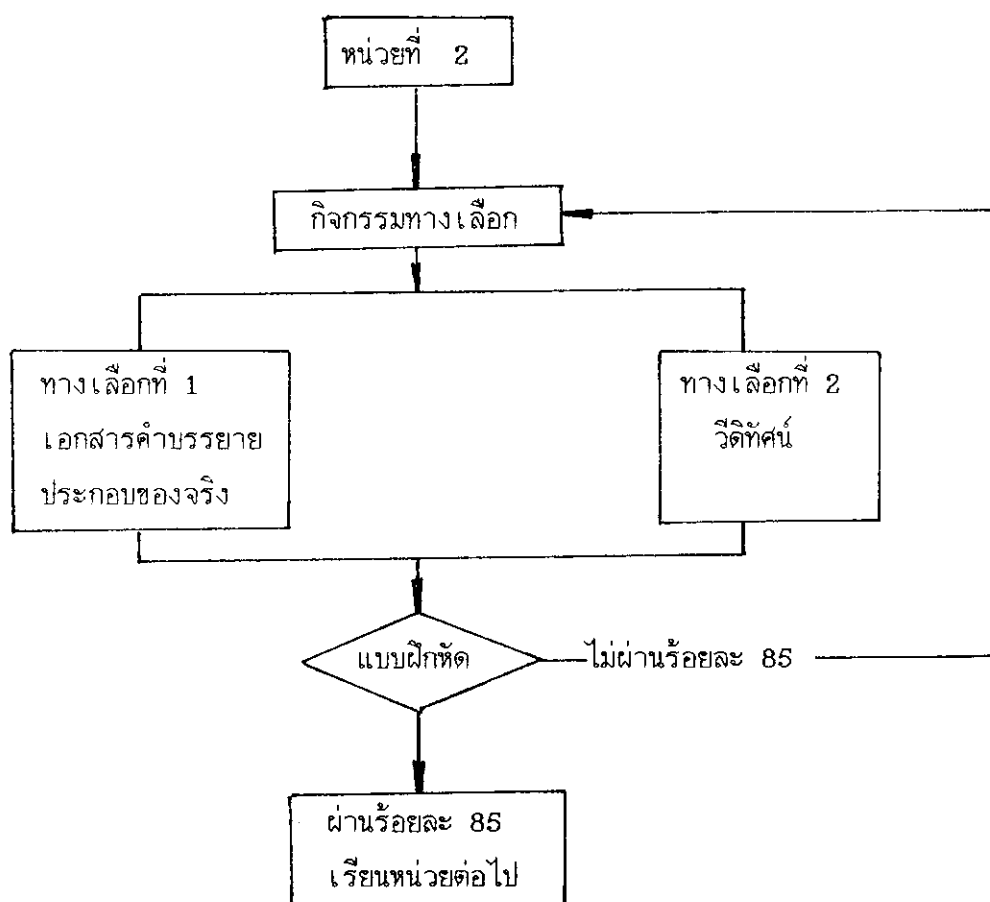 หน่วยที่ 2
กิจกรรมทางเลือก
ทางเลือกที่ 1
เอกสารคำบรรยาย
ประกอบของจริง
ทางเลือกที่ 2
วีดิทัศน์
แบบฝึกหัด
ไม่ผ่านร้อยละ 85
ผ่านร้อยละ 85
เรียนหน่วยต่อไป